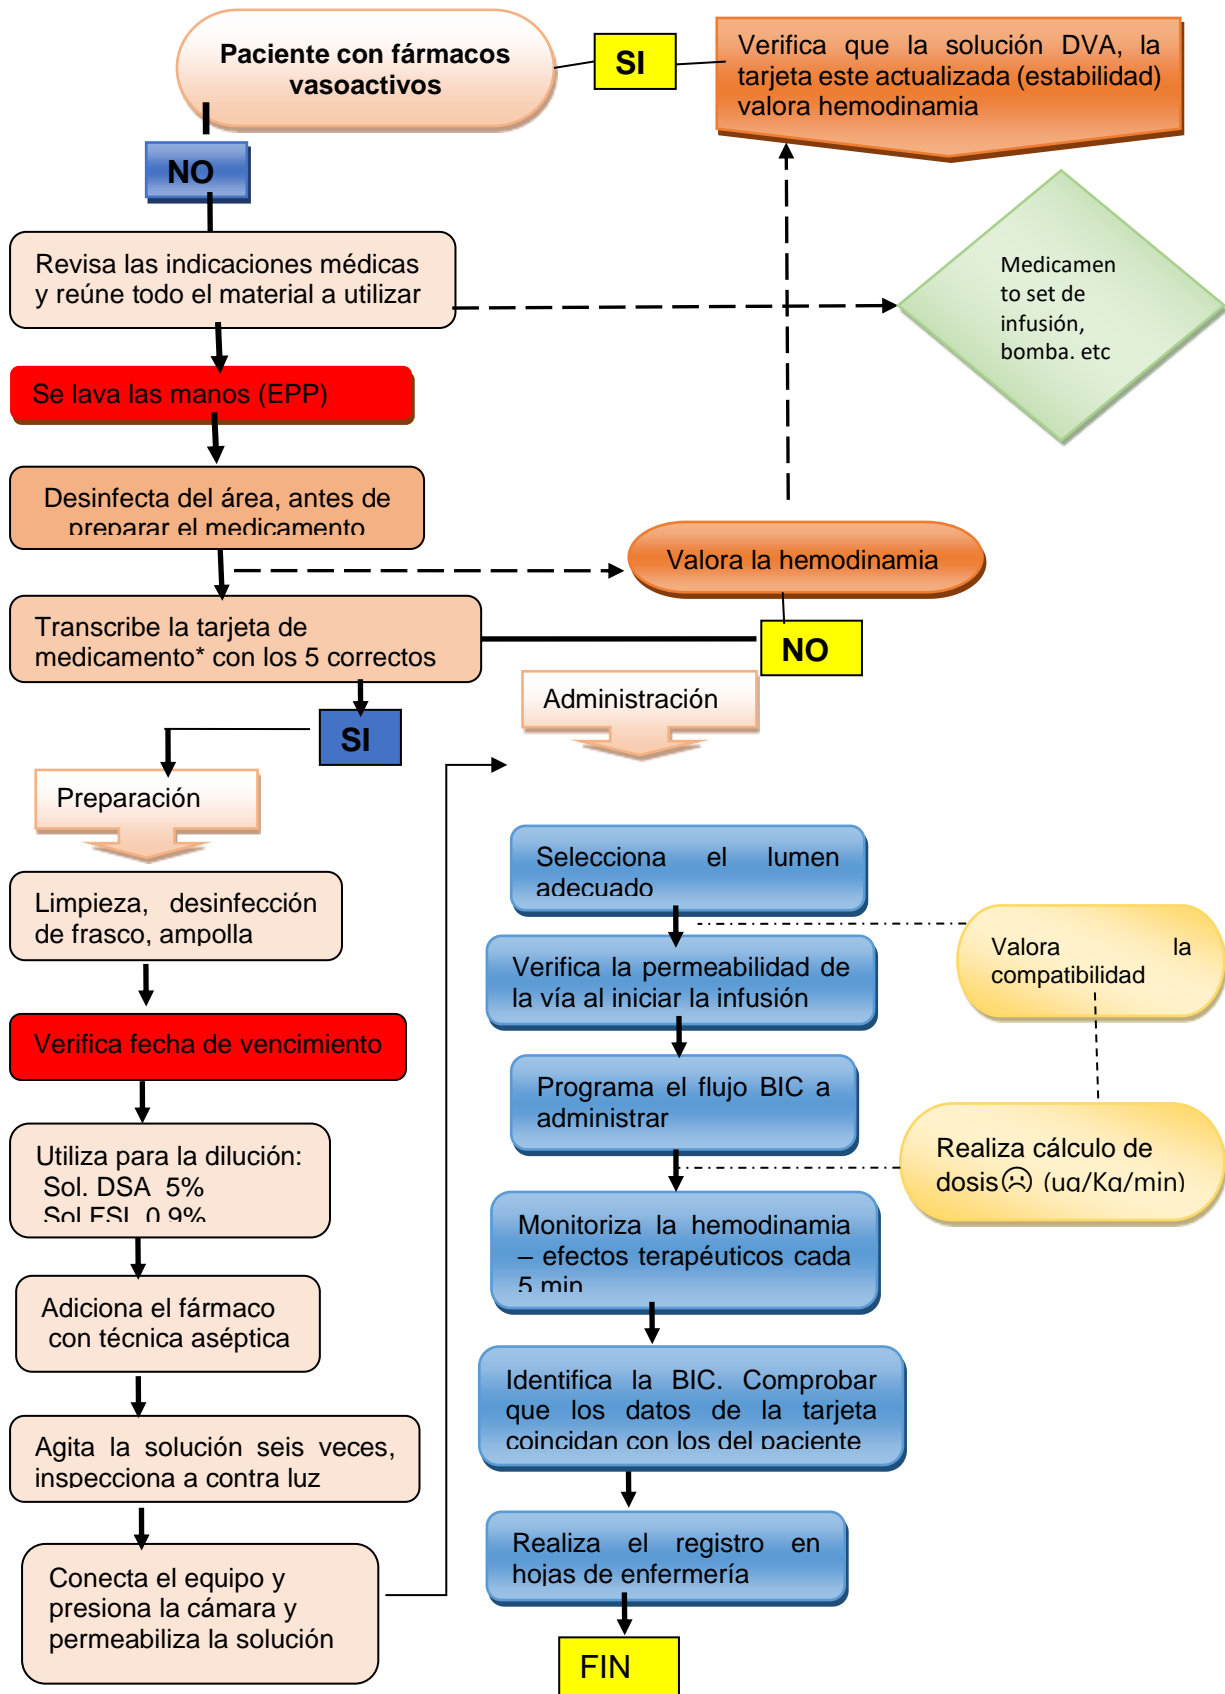 Paciente con fármacos
vasoactivos
SI
Verifica que la solución DVA, la
tarjeta este actualizada (estabilidad)
valora hemodinamia
NO
Revisa las indicaciones médicas
y reúne todo el material a utilizar
Medicamen
to set de
infusión,
bomba. etc
Se lava las manos (EPP)
Desinfecta del área, antes de
preparar el medicamento
Valora la hemodinamia
Transcribe la tarjeta de
medicamento* con los 5 correctos
NO
SI
Preparación
Limpieza, desinfección
de frasco, ampolla
Verifica fecha de vencimiento
Utiliza para la dilución:
Sol. DSA 5%
Sol FSL 0.9%
Adiciona el fármaco
con técnica aséptica
Agita la solución seis veces,
inspecciona a contra luz
Conecta el equipo y
presiona la cámara y
permeabiliza la solución
Administración
Selecciona el lumen
adecuado
Valora la
compatibilidad
Verifica la permeabilidad de
la vía al iniciar la infusión
Programa el flujo BIC a
administrar
Realiza cálculo de
dosis☹ (ug/Kg/min)
Monitoriza la hemodinamia
– efectos terapéuticos cada
5 min
Identifica la BIC. Comprobar
que los datos de la tarjeta
coincidan con los del paciente
Realiza el registro en
hojas de enfermería
FIN